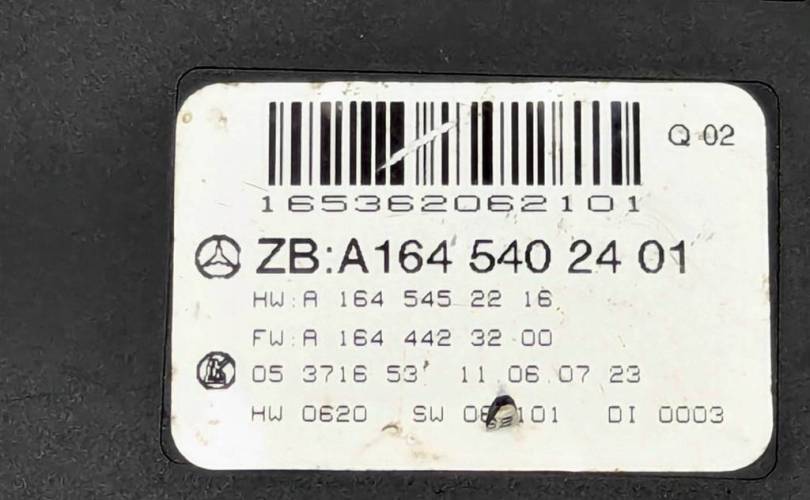 Q 02
165362062101
ZB:A164 540 24 01
HW:A 164 545 22 16
FW:A 164 442 32 00
05 3716 53 11.06.07 23
HW 0620 SW 101 DI 0003